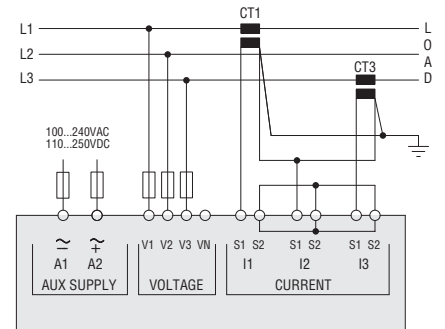 CT1
L1
L
L2
O
A
L3
CT3
D
100...240VAC
110...250VDC
V1 V2 V3 VN S1 S2 S1 S2 S1 S2
A1 A2 I1 I2 I3
AUX SUPPLY VOLTAGE CURRENT